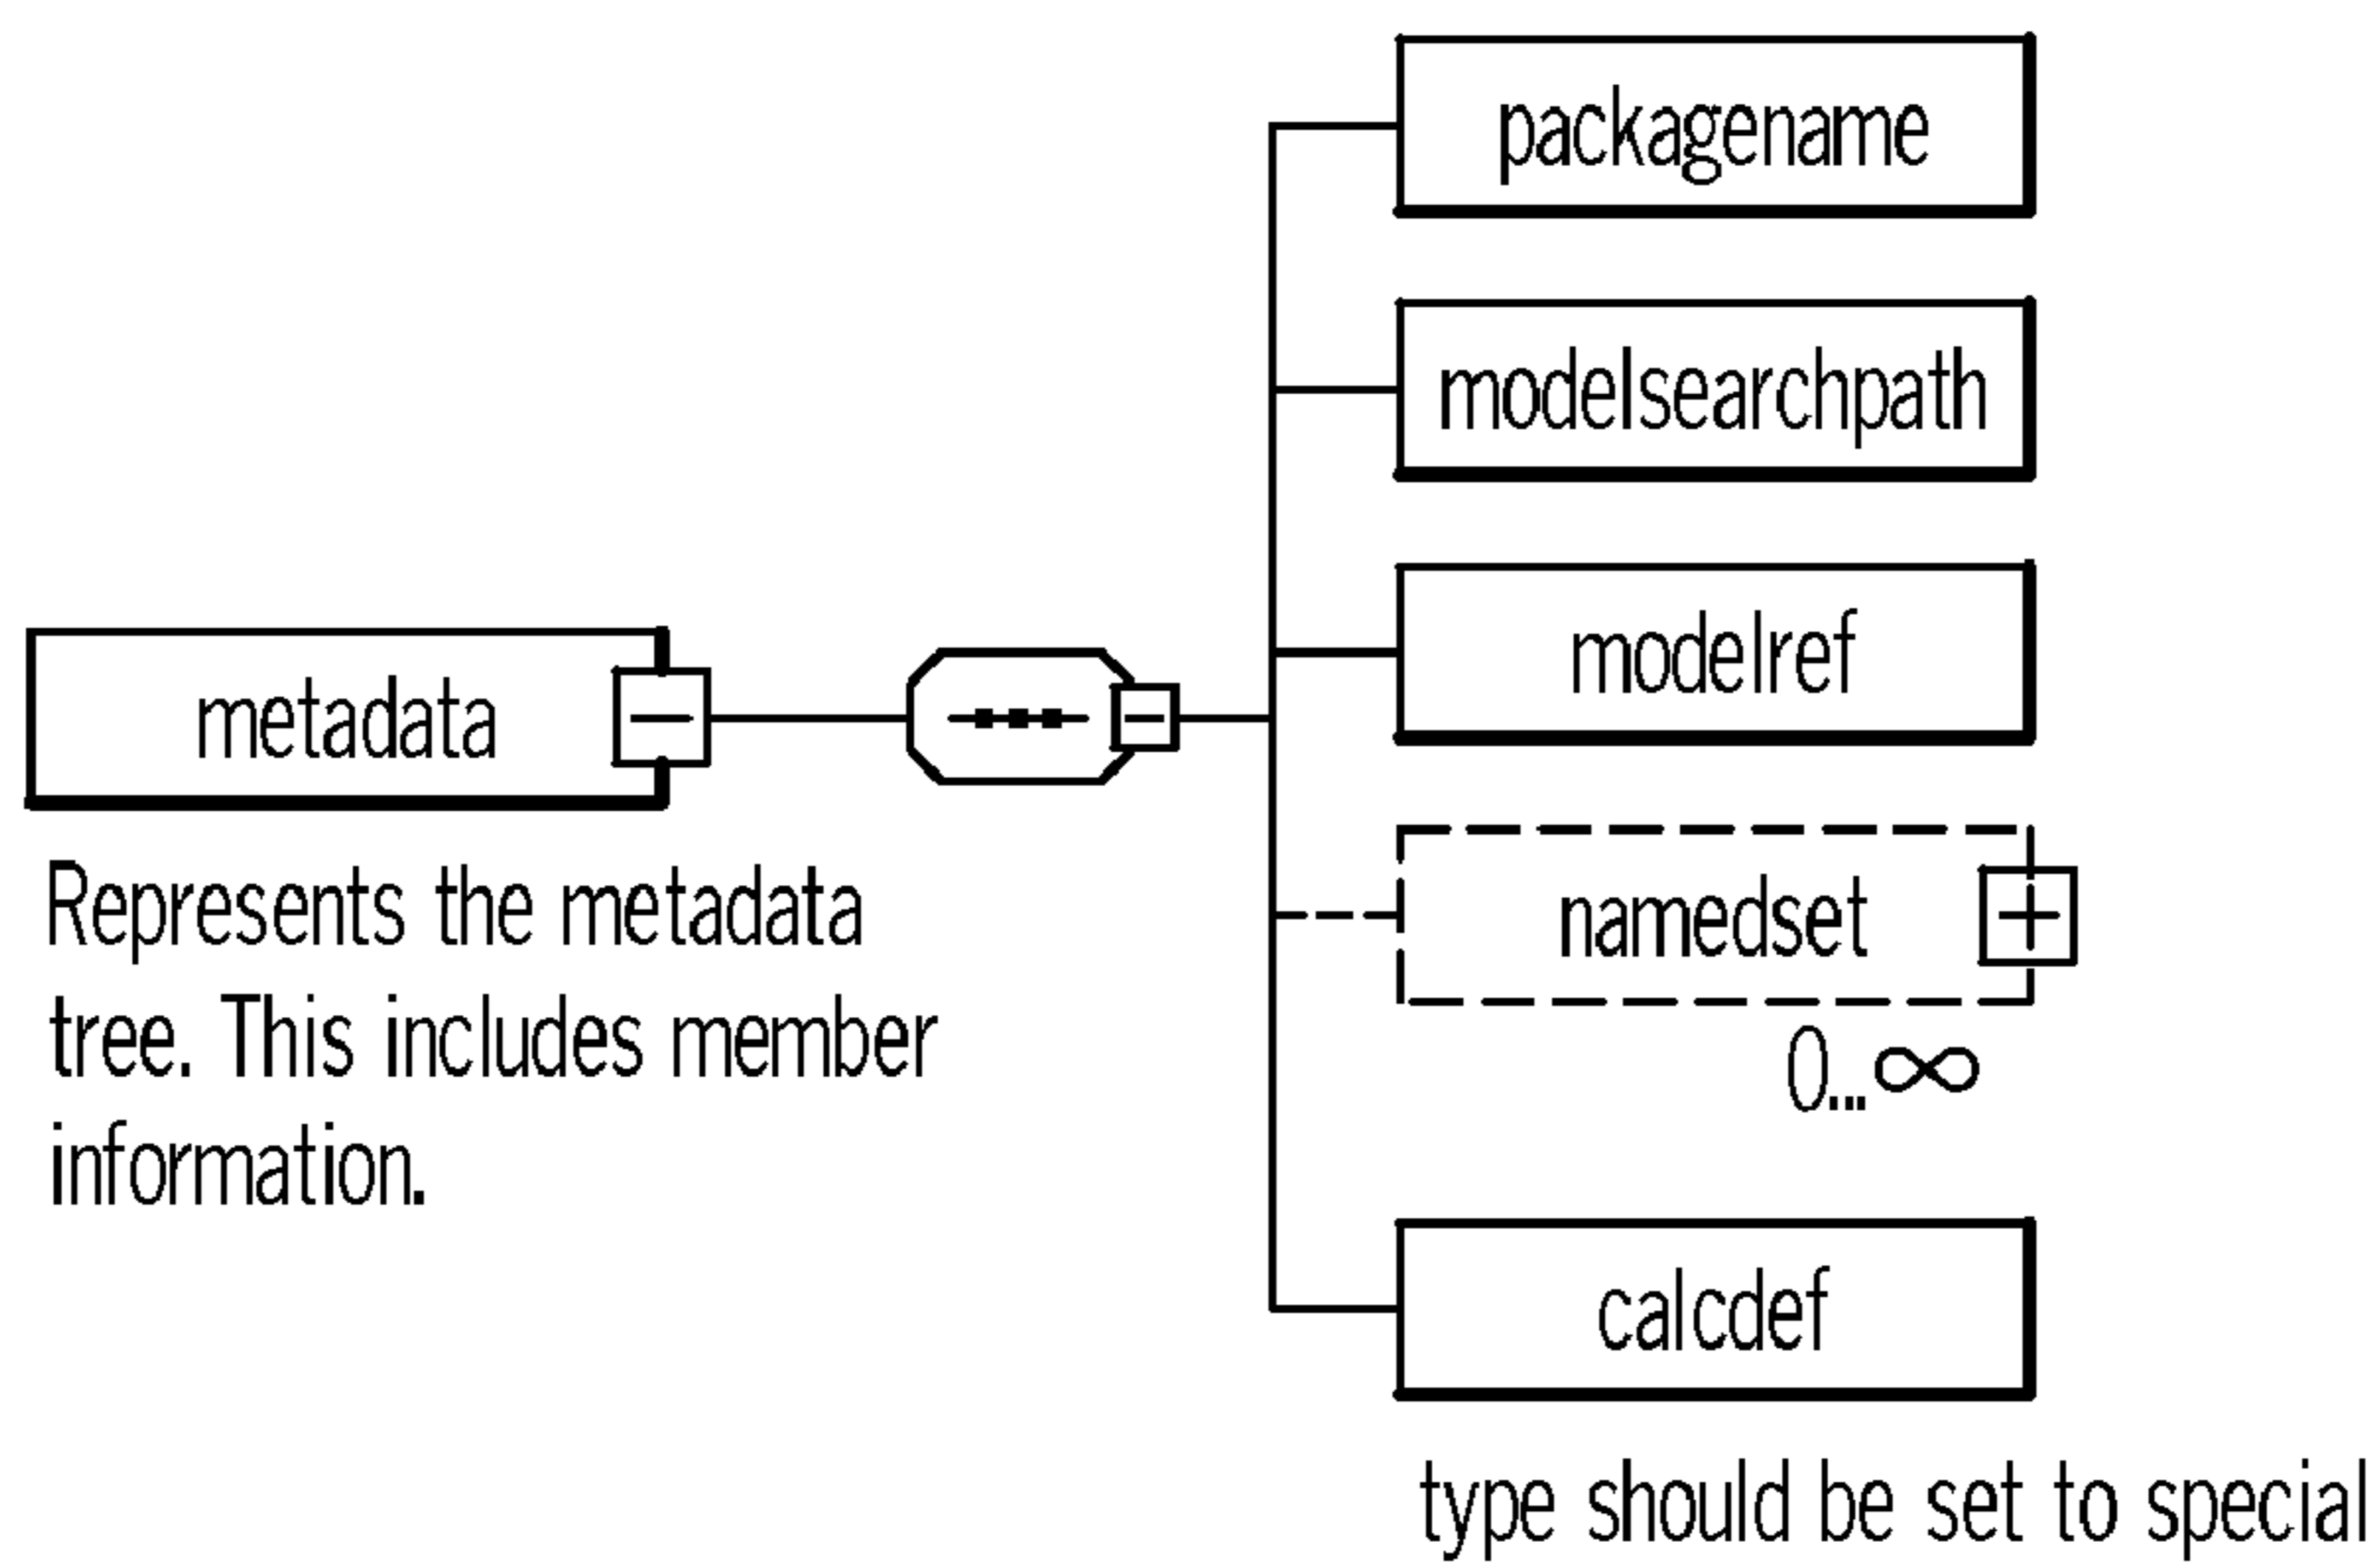 packagename
modelsearchpath
modelref
metadata
Represents the metadata
tree. This includes member
information.
namedset
0...∞
calcdef
type should be set to special